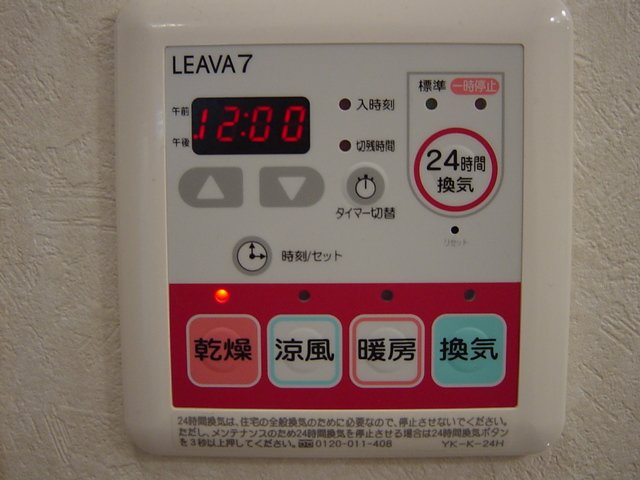 LEAVA7
午前
12:00
午後
入時刻
切残時間
タイマー切替
標準 一時停止
24時間
換気
リセット
時刻/セット
乾燥 涼風 暖房 換気
24時間換気は、住宅の全般換気のために必要なので、停止させないでください。
ただし、メンテナンスのため24時間換気を停止させる場合は24時間換気ボタン
を3秒以上押してください。 0120-011-408 YK-K-24H